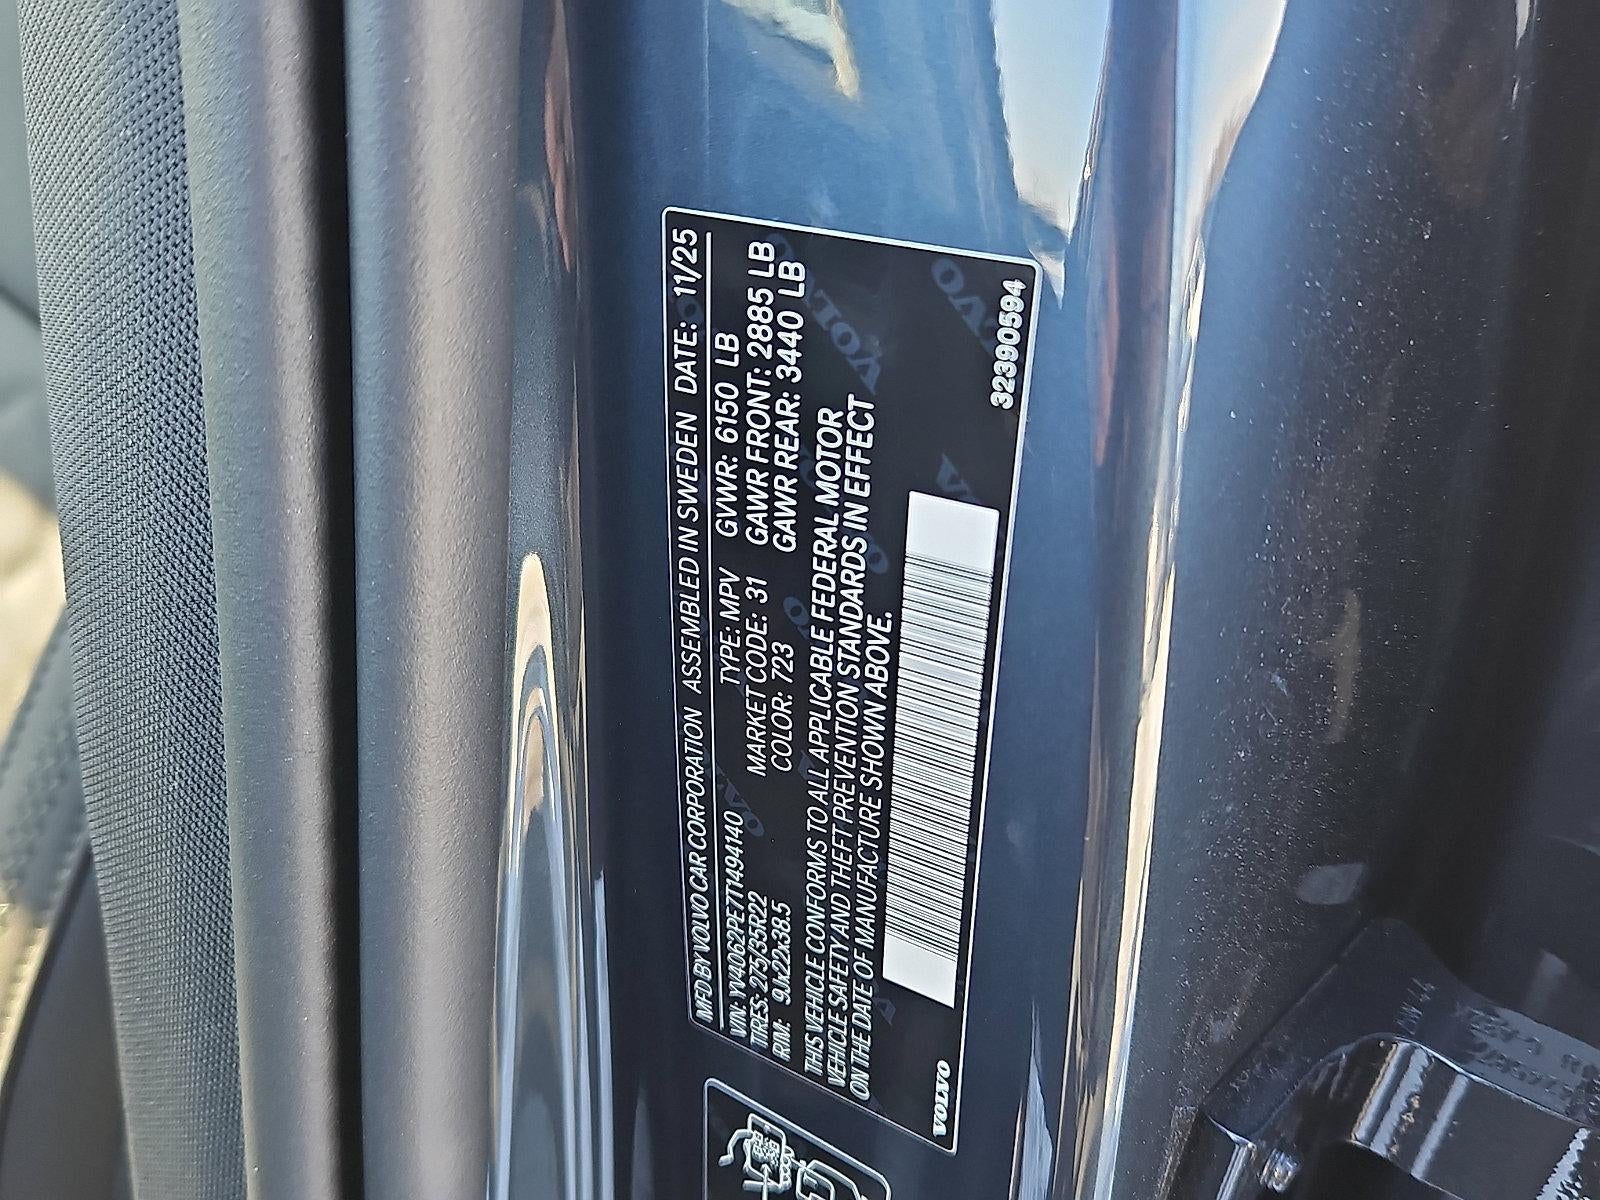 MFD BY VOLVO CAR CORPORATION ASSEMBLED IN SWEDEN DATE: 11/25
VIN: YV4062PE7T1494140 TYPE: MPV GVWR: 6150 LB
TIRES: 275/35R22 MARKET CODE: 31 GAWR FRONT: 2885 LB
RIM: 9Jx22x38.5 COLOR: 723 GAWR REAR: 3440 LB
THIS VEHICLE CONFORMS TO ALL APPLICABLE FEDERAL MOTOR
VEHICLE SAFETY AND THEFT PREVENTION STANDARDS IN EFFECT
ON THE DATE OF MANUFACTURE SHOWN ABOVE.
VOLVO 32390594